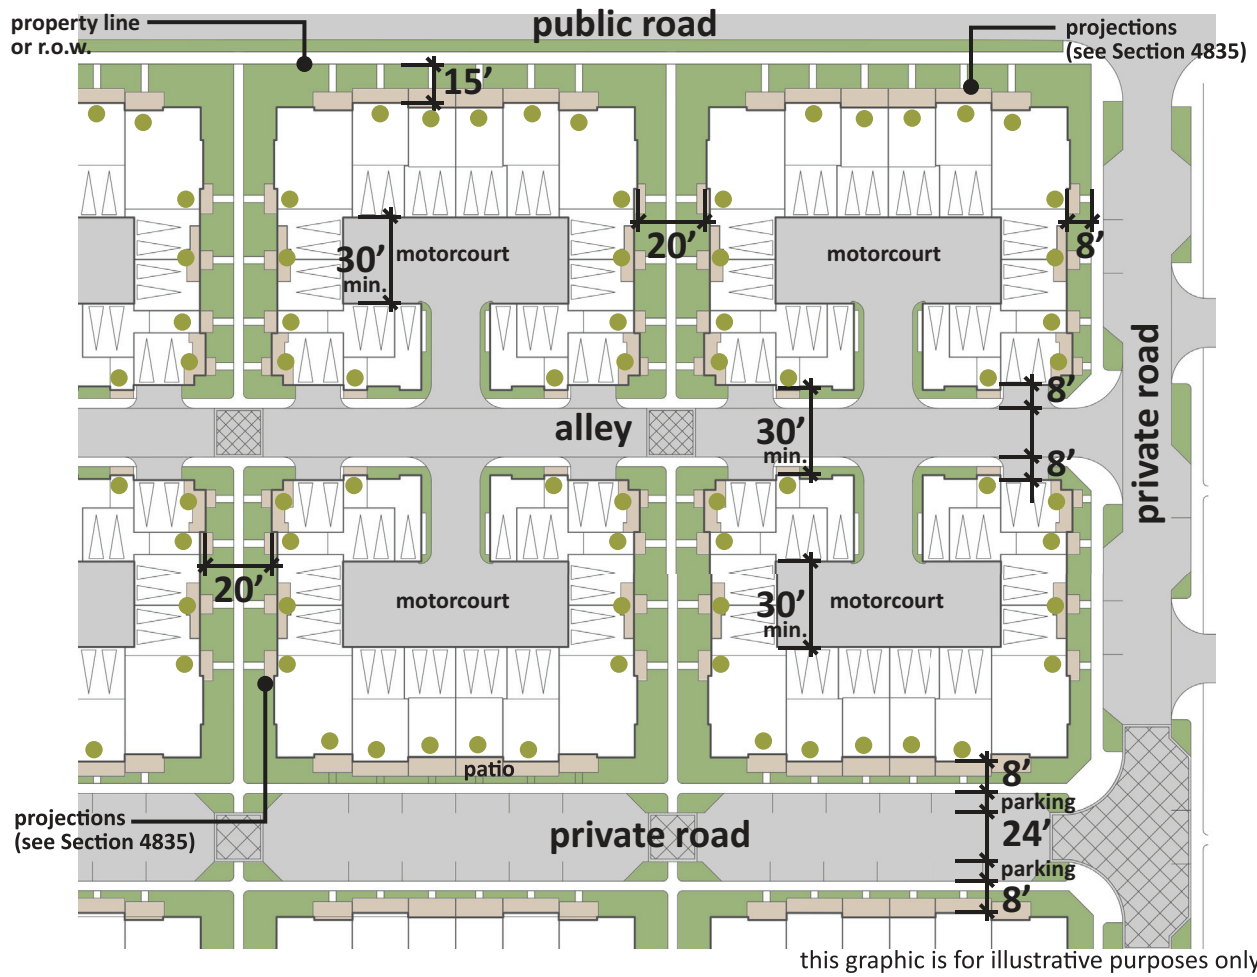 property line
or r.o.w.
public road
projections
(see Section 4835)
15’
30’
min.
motorcourt
20’
motorcourt
8’
private road
8’
alley
30’
min.
8’
20’
motorcourt
30’
min.
motorcourt
patio
8’
parking
projections
(see Section 4835)
private road
24’
parking
8’
this graphic is for illustrative purposes only